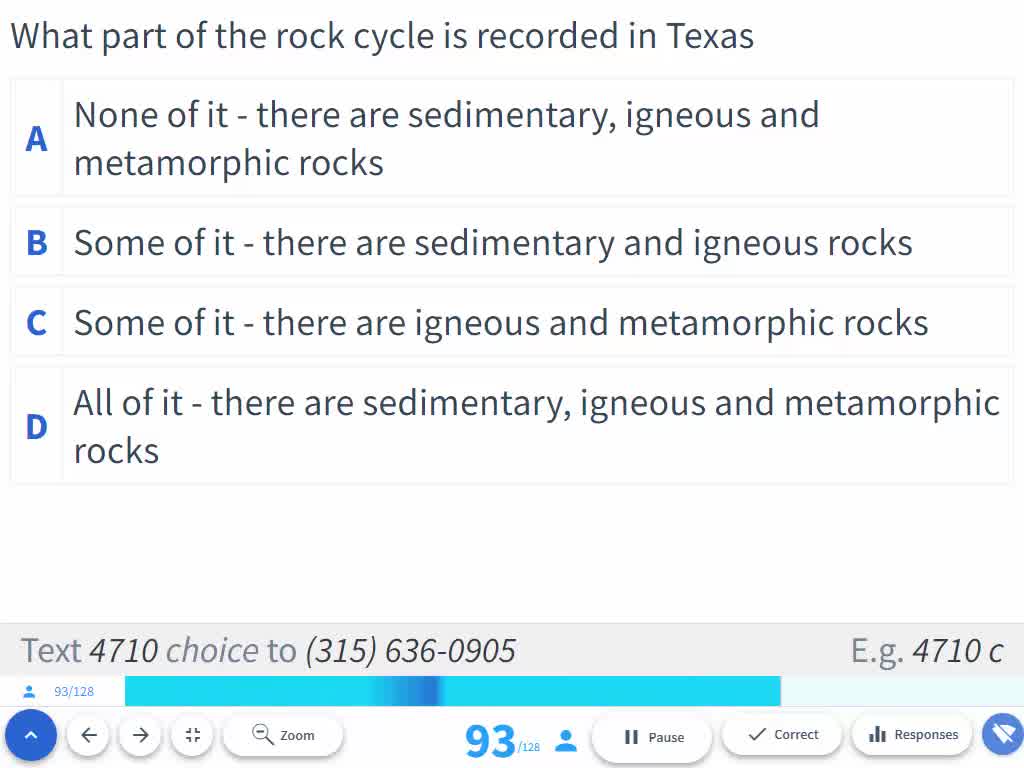 What part of the rock cycle is recorded in Texas
A
None of it - there are sedimentary, igneous and
metamorphic rocks
B
Some of it - there are sedimentary and igneous rocks
C
Some of it - there are igneous and metamorphic rocks
D
All of it - there are sedimentary, igneous and metamorphic
rocks
Text 4710 choice to (315) 636-0905
E.g. 4710 c
93/128
Zoom
93/128
Pause
Correct
Responses